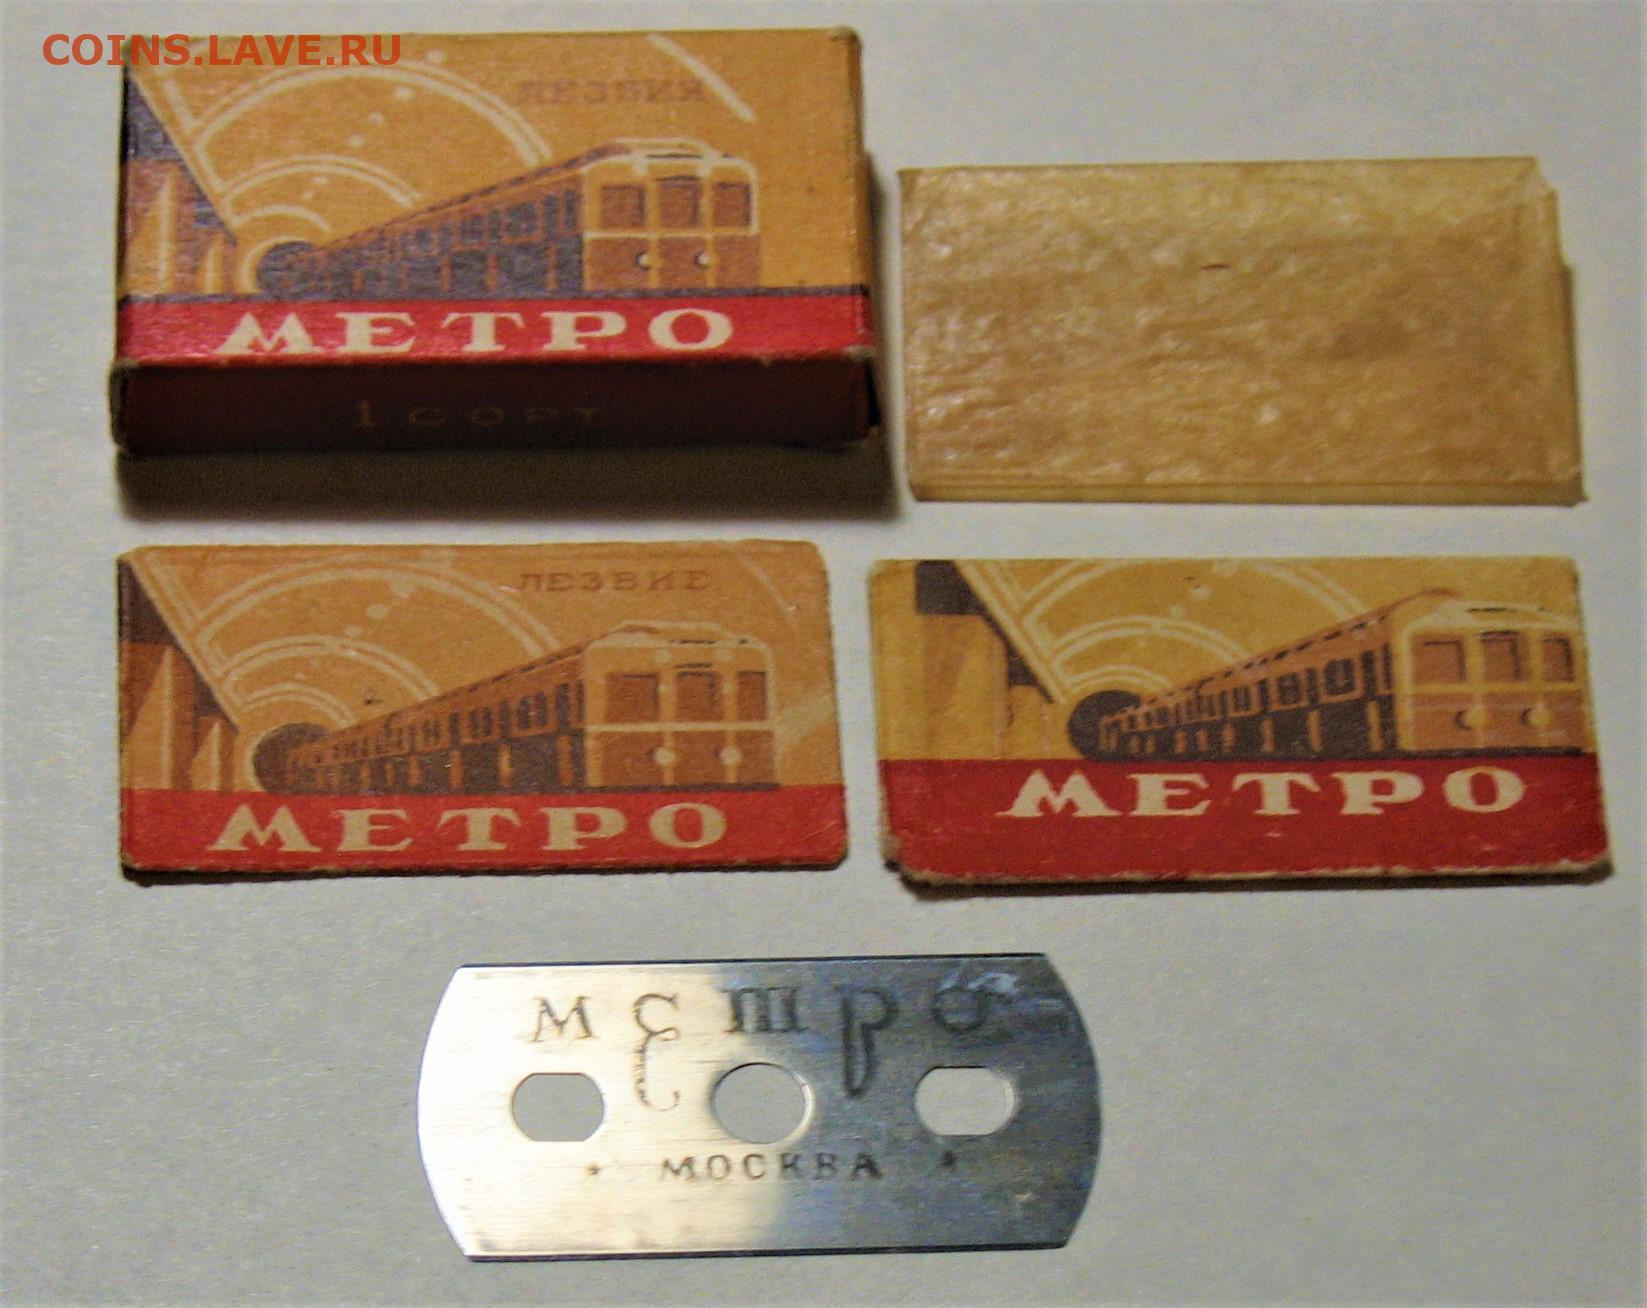 COINS.LAVE.RU
ЛЕЗВИЯ
МЕТРО
1 СОРТ
ЛЕЗВИЕ
МЕТРО
МЕТРО
метро
* МОСКВА *